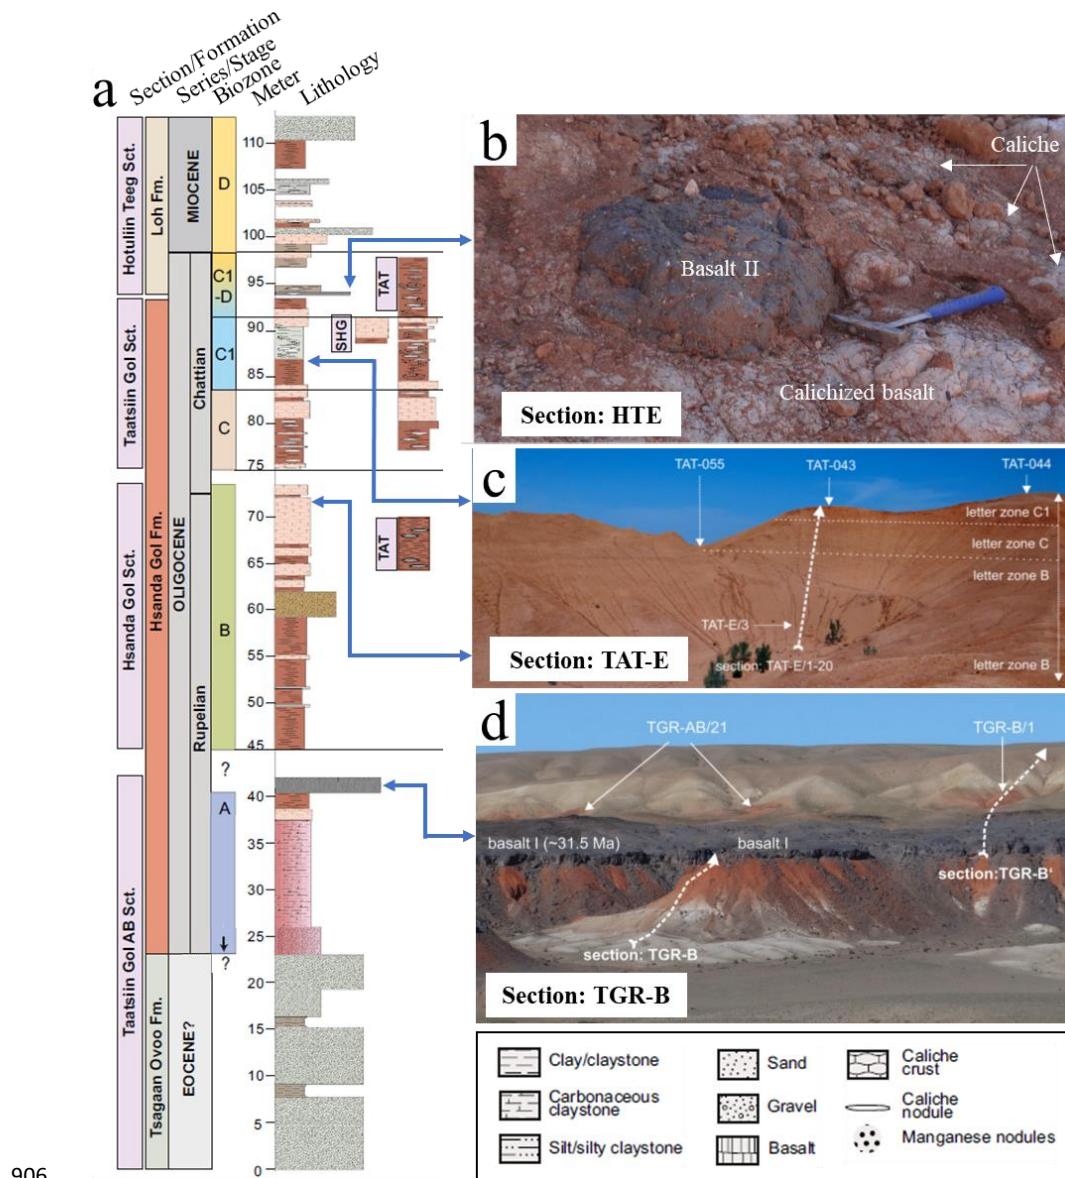 a
Section/Formation
Series/Stage
Biozone
Meter
Lithology
Hotuliin Teeg Sct.
Taatsiin Gol Sct.
Hsanda Gol Sct.
Taatsiin Gol AB Sct.
Loh Fm.
Hsanda Gol Fm.
Tsagaan Ovoo Fm.
MIOCENE
OLIGOCENE
EOCENE?
Chattian
Rupelian
D
C1
-D
C1
C
B
?
A
?
110
105
100
95
90
85
80
75
70
65
60
55
50
45
40
35
30
25
20
15
10
5
0
TAT
SHG
TAT
b
Caliche
Basalt II
Calichized basalt
Section: HTE
c
TAT-055
TAT-043
TAT-044
letter zone C1
letter zone C
letter zone B
TAT-E/3
section: TAT-E/1-20
letter zone B
Section: TAT-E
d
TGR-AB/21
TGR-B/1
basalt I (~31.5 Ma)
basalt I
section:TGR-B'
section: TGR-B
Section: TGR-B
Clay/claystone
Carbonaceous
claystone
Silt/silty claystone
Sand
Gravel
Basalt
Caliche
crust
Caliche
nodule
Manganese nodules
906